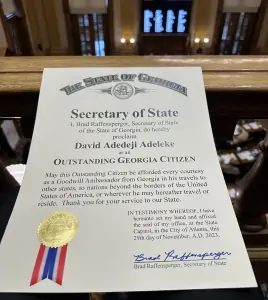 THE STATE OF GEORGIA
Secretary of State
I, Brad Raffensperger, Secretary of State
of the State of Georgia, do hereby
proclaim
David Adedeji Adeleke
as an
OUTSTANDING GEORGIA CITIZEN
May this Outstanding Citizen be afforded every courtesy
as a Goodwill Ambassador from Georgia in his travels to
other states, to nations beyond the borders of the United
States of America, or wherever he may hereafter travel or
reside. Thank you for your service to our State.
IN TESTIMONY WHEREOF, I have
hereunto set my hand and affixed
the seal of my office, at the State
Capitol, in the City of Atlanta, this
29th day of November, A.D. 2023.
Brad Raffensperger
Brad Raffensperger, Secretary of State